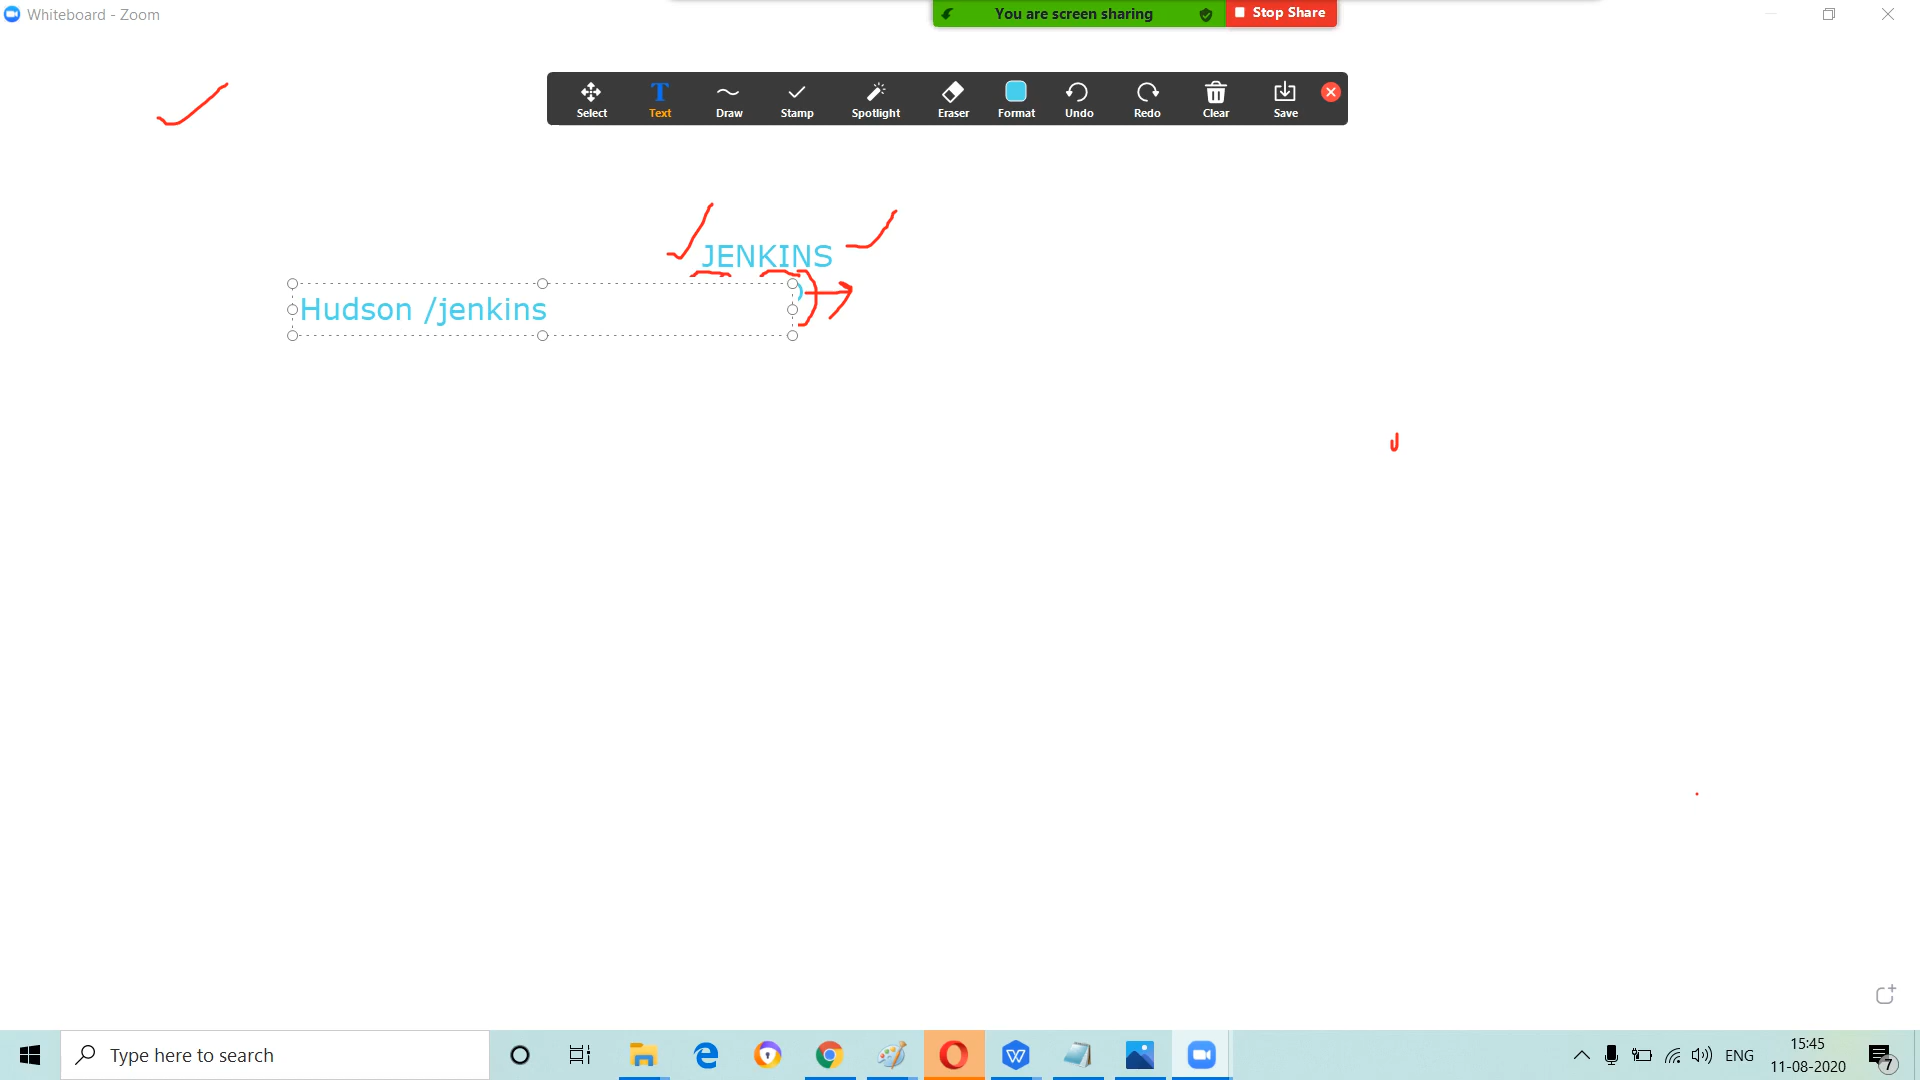 Whiteboard - Zoom
You are screen sharing
Stop Share
Select
Text
Draw
Stamp
Spotlight
Eraser
Format
Undo
Redo
Clear
Save
JENKINS
Hudson /jenkins
Type here to search
ENG
15:45
11-08-2020
7